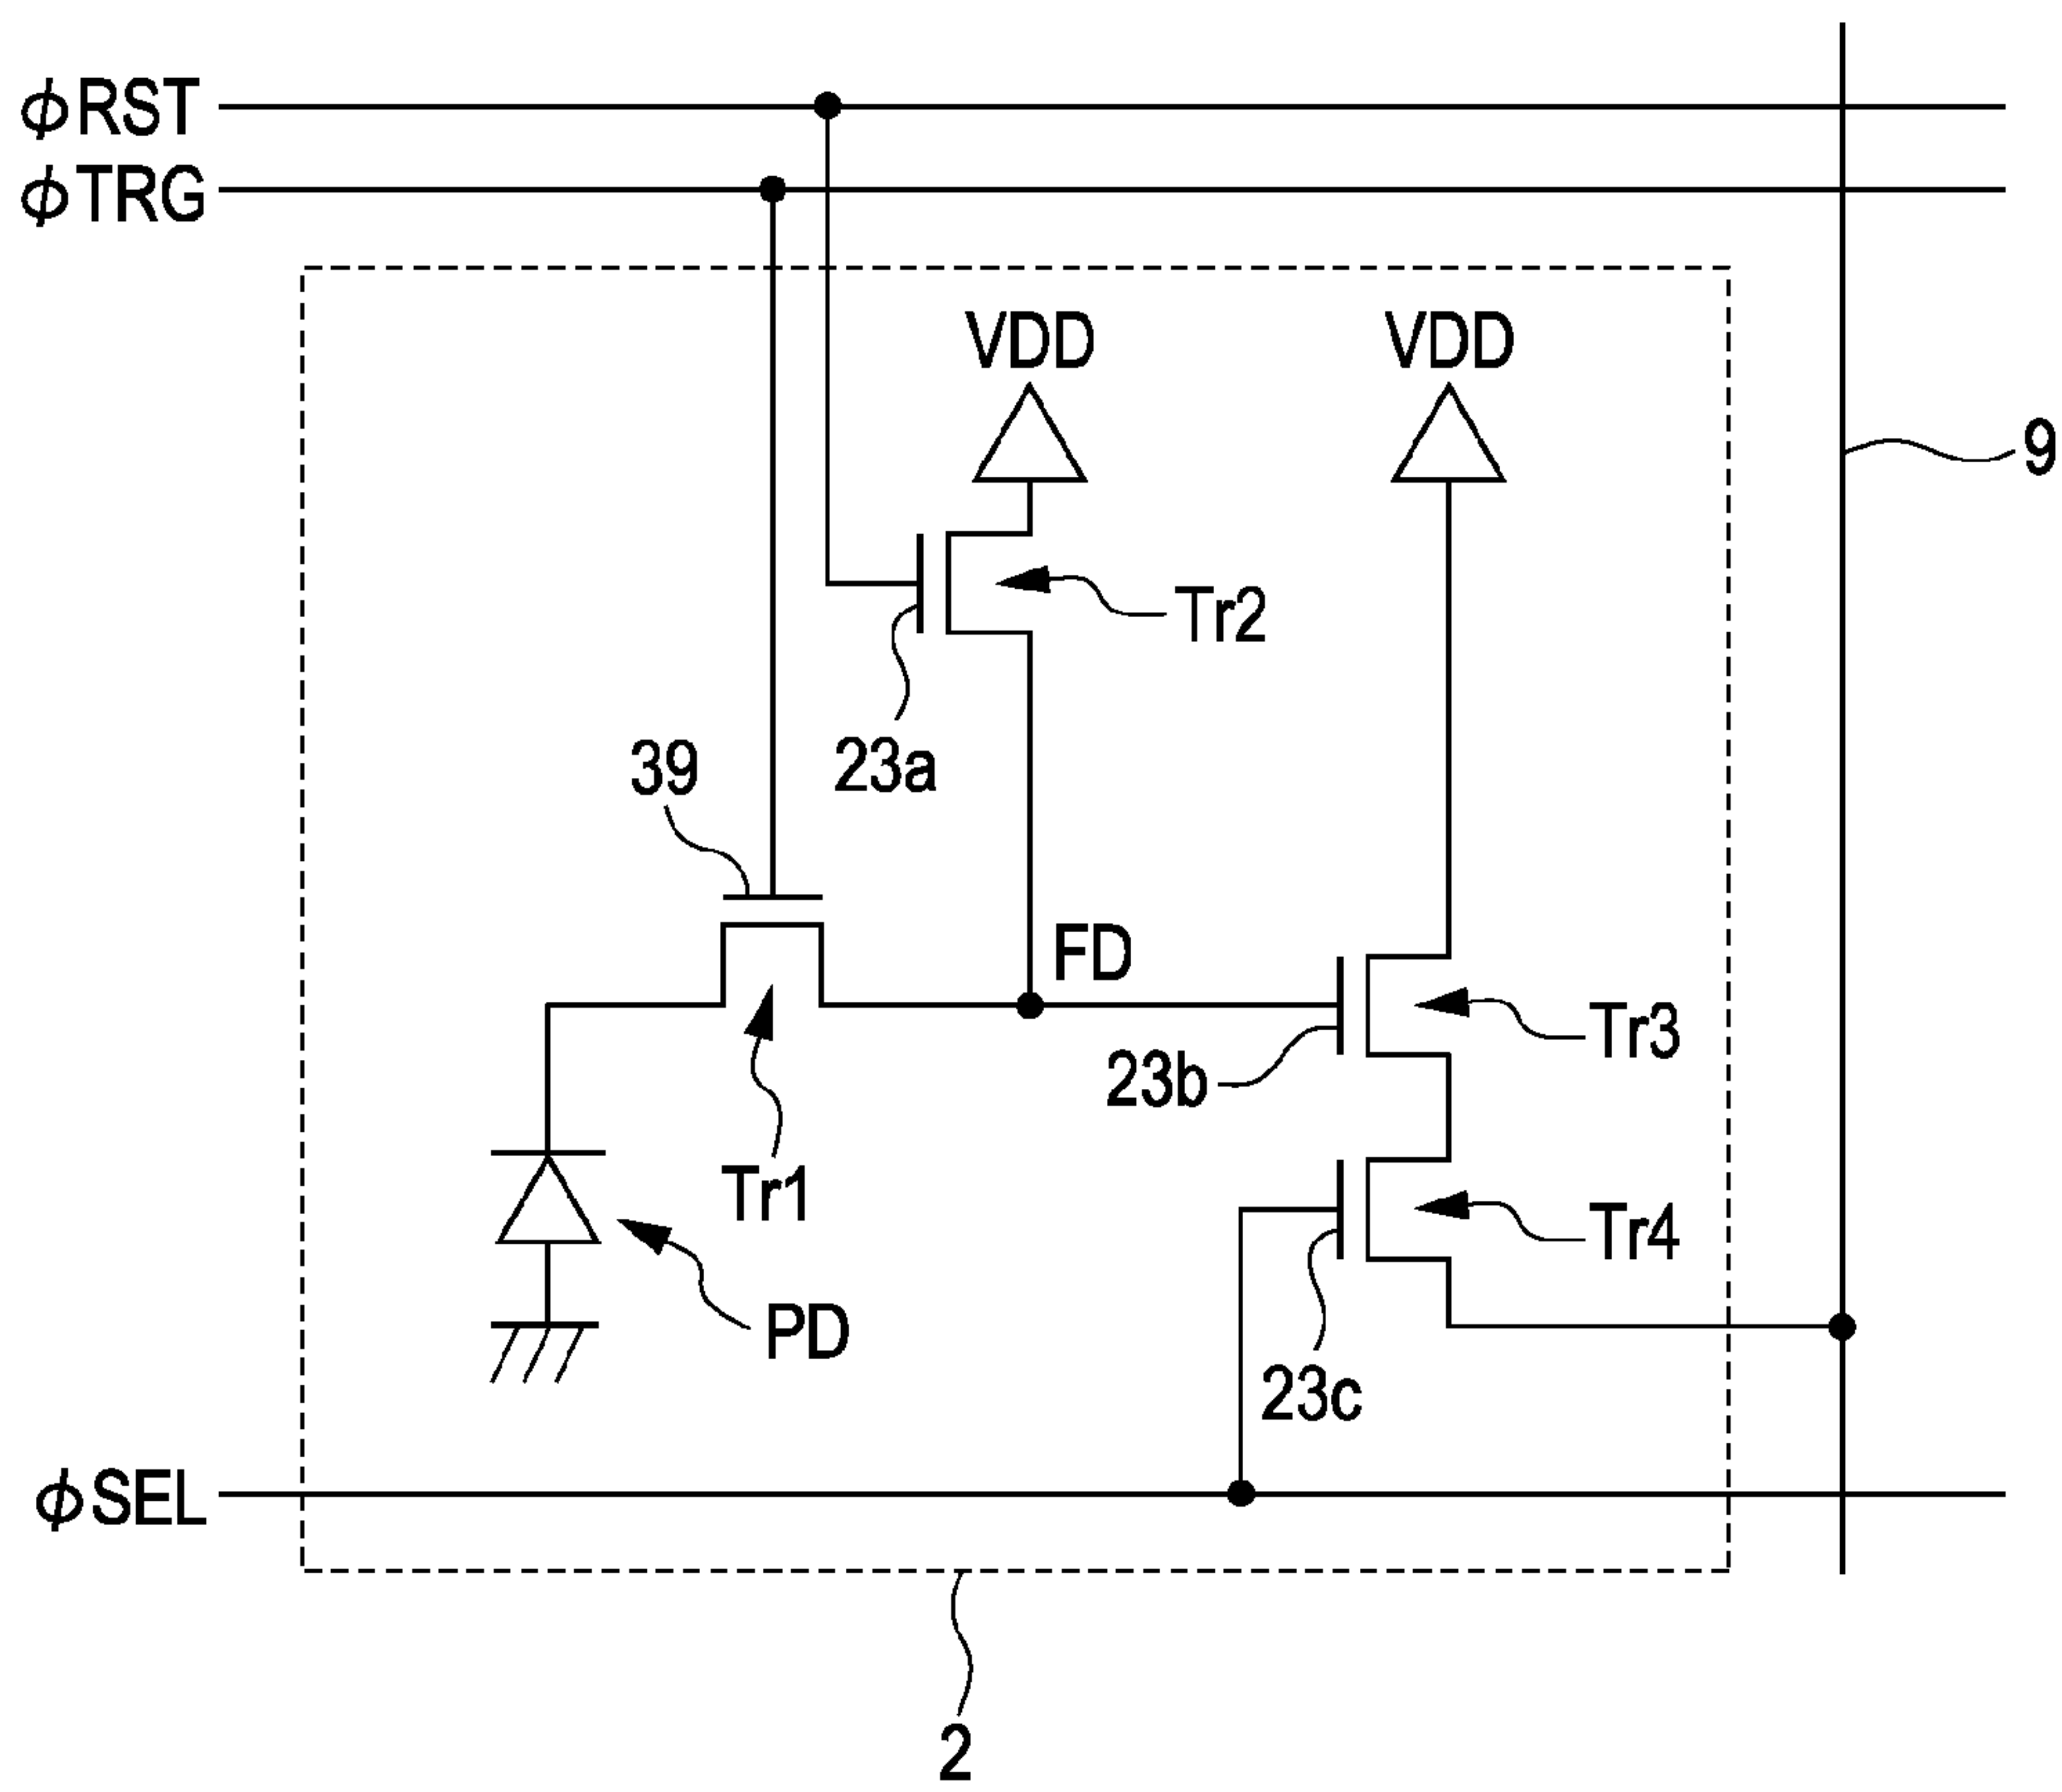 ϕRST
ϕTRG
VDD VDD
9
Tr2
23a
39
FD
Tr3
23b
Tr1
Tr4
PD
23c
ϕSEL
2